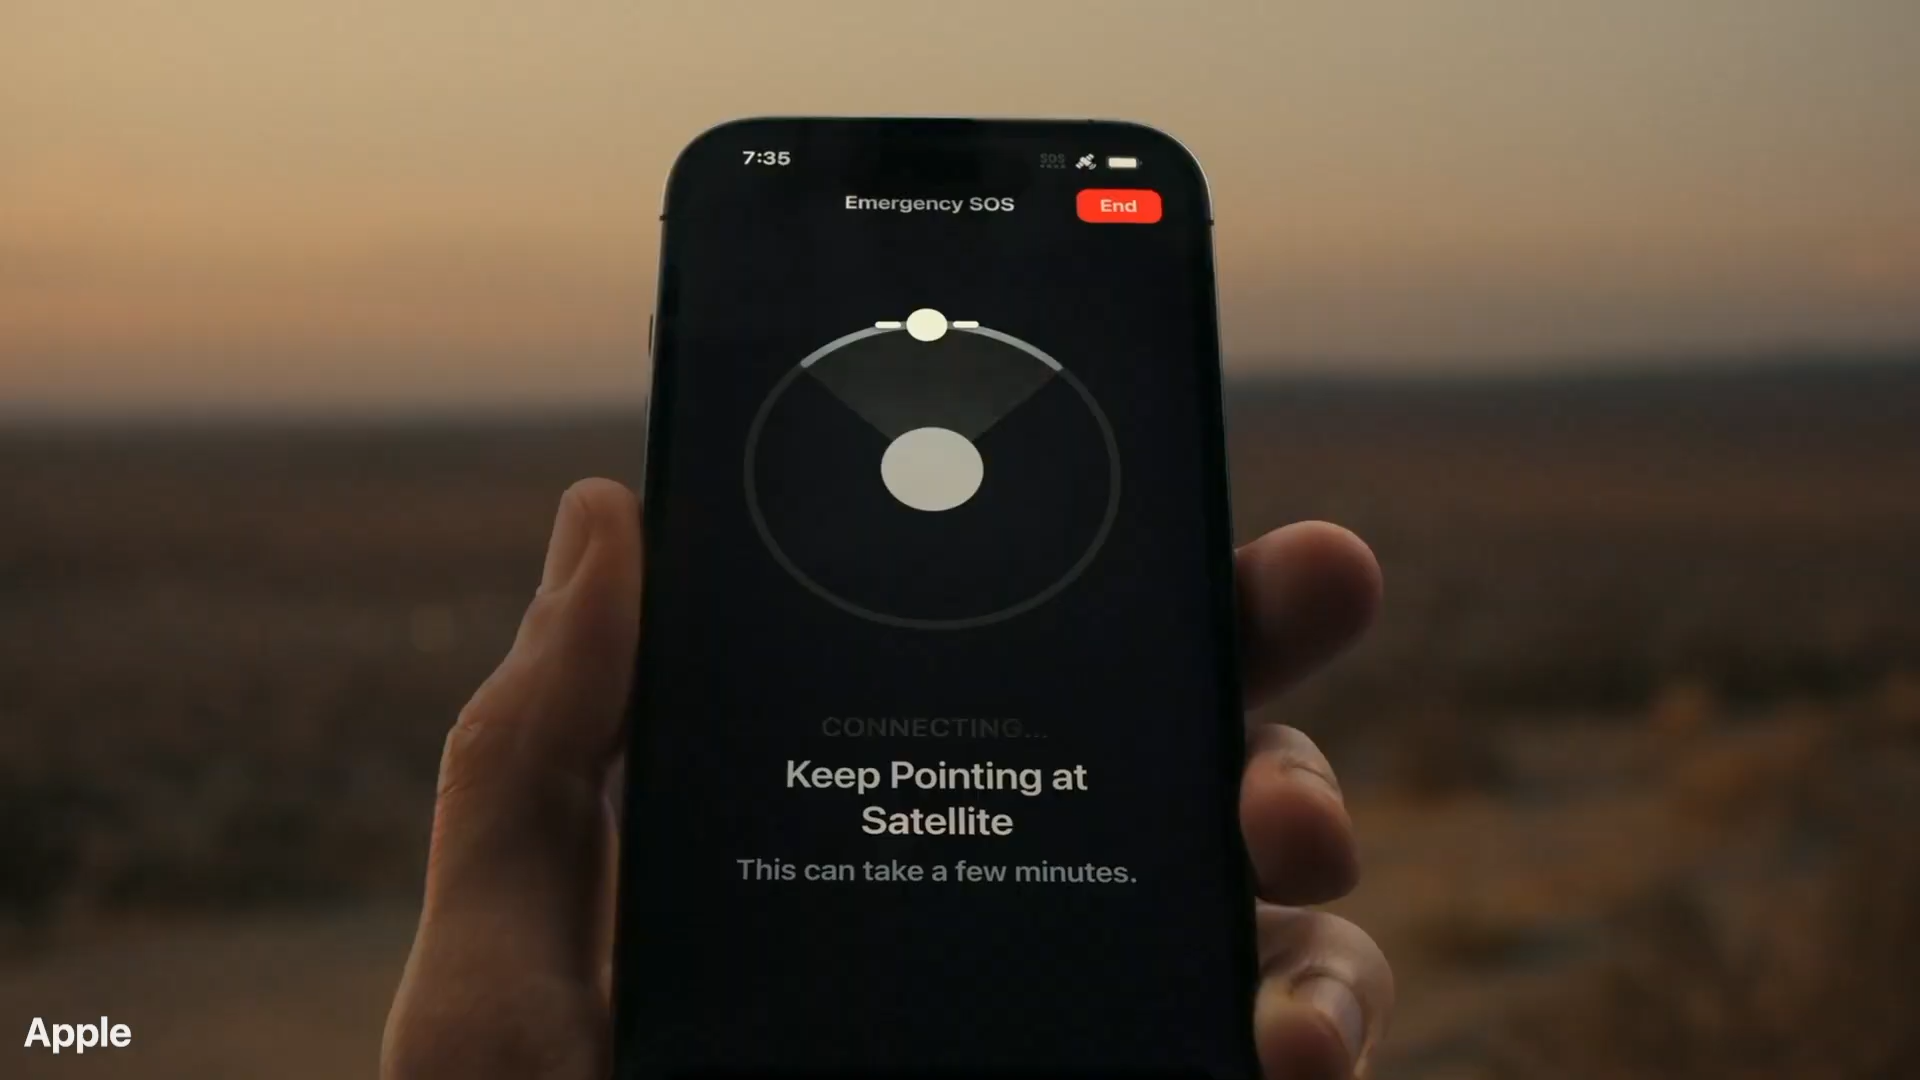 7:35
SOS
Emergency SOS
End
CONNECTING...
Keep Pointing at
Satellite
This can take a few minutes.
Apple